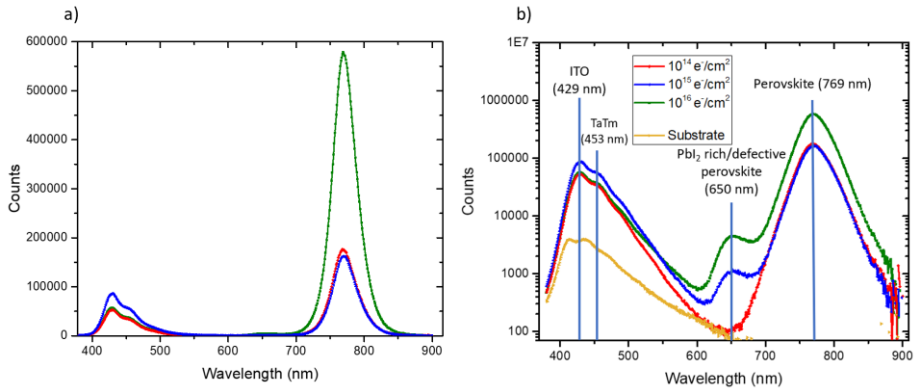 a)
600000
500000
400000
300000
200000
100000
0
Counts
400
500
600
700
800
900
Wavelength (nm)
b)
1E7
1000000
100000
10000
1000
100
Counts
10¹⁴ e⁻/cm²
10¹⁵ e⁻/cm²
10¹⁶ e⁻/cm²
Substrate
ITO
(429 nm)
TaTm
(453 nm)
PbI₂ rich/defective
perovskite
(650 nm)
Perovskite (769 nm)
400
500
600
700
800
900
Wavelength (nm)